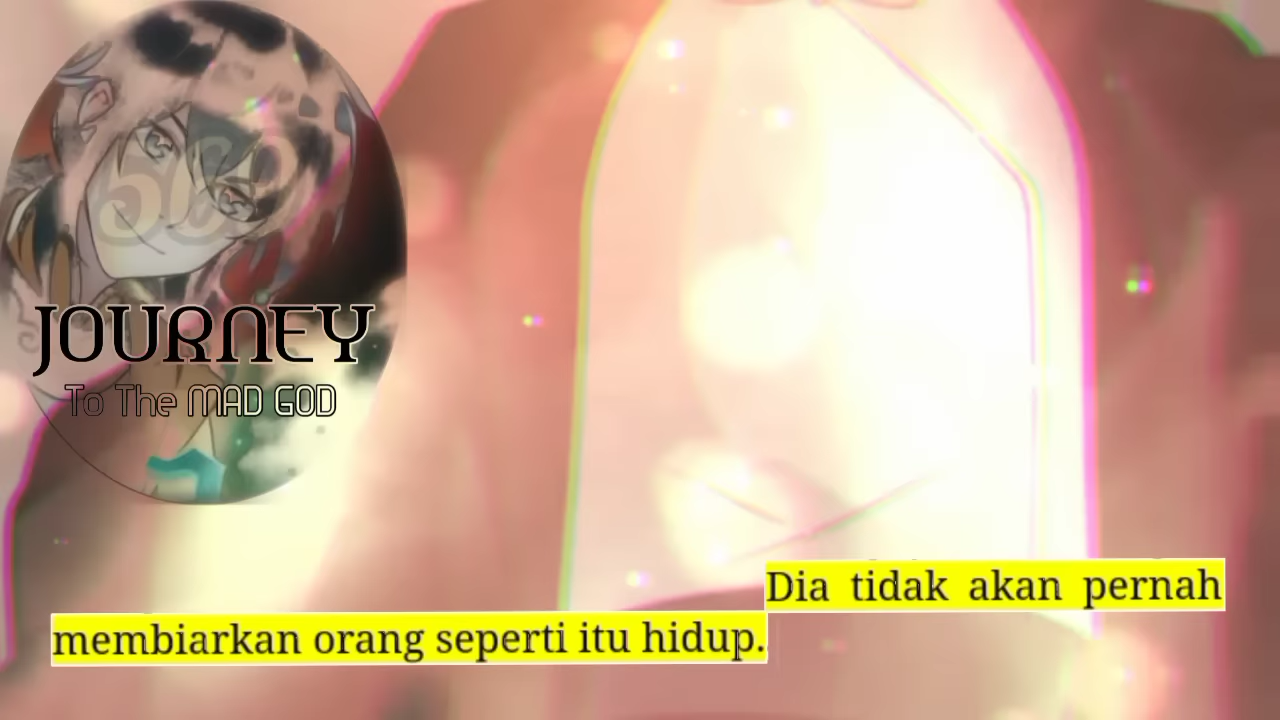 JOURNEY
To The MAD GOD
Dia tidak akan pernah
membiarkan orang seperti itu hidup.